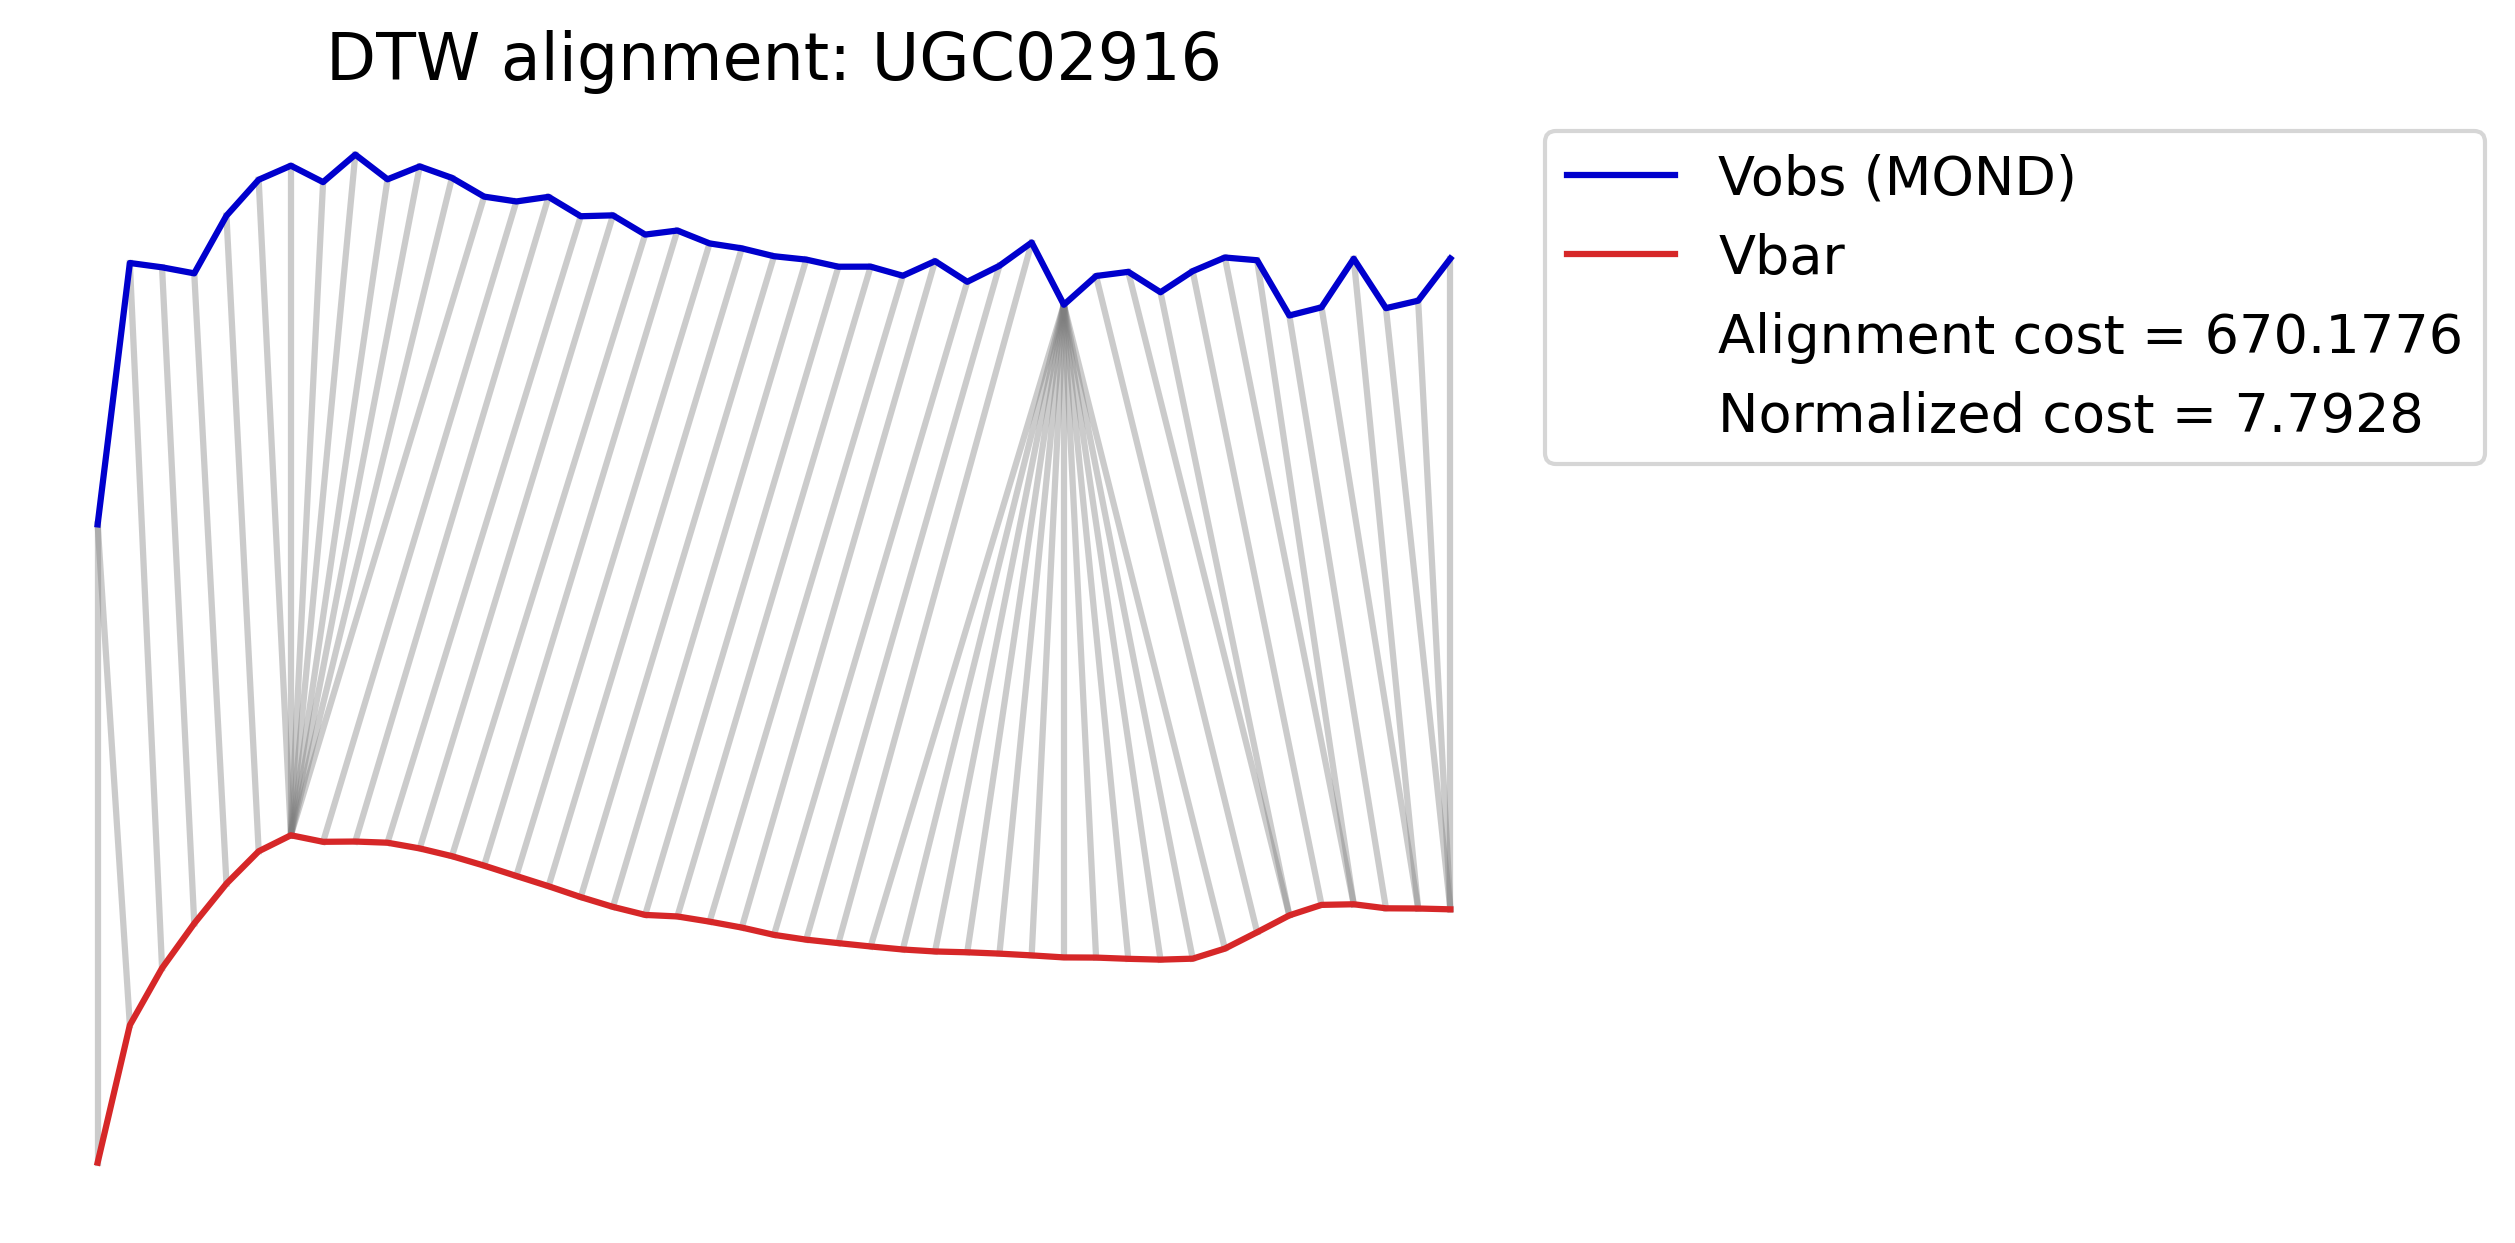 DTW alignment: UGC02916
Vobs (MOND)
Vbar
Alignment cost = 670.1776
Normalized cost = 7.7928